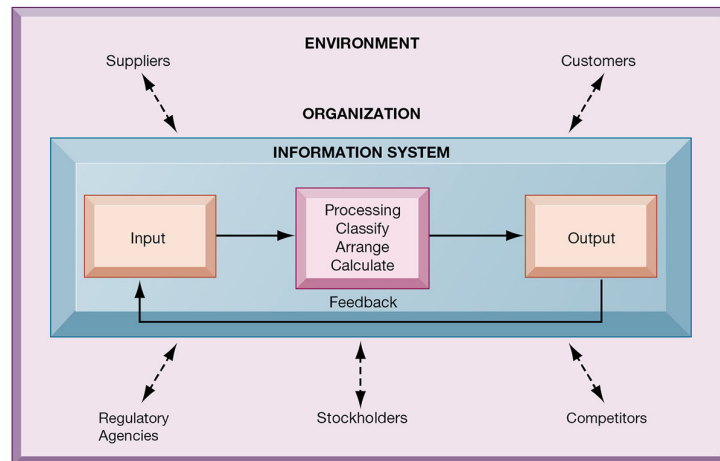 ENVIRONMENT
Suppliers
Customers
ORGANIZATION
INFORMATION SYSTEM
Input
Processing
Classify
Arrange
Calculate
Output
Feedback
Regulatory
Agencies
Stockholders
Competitors